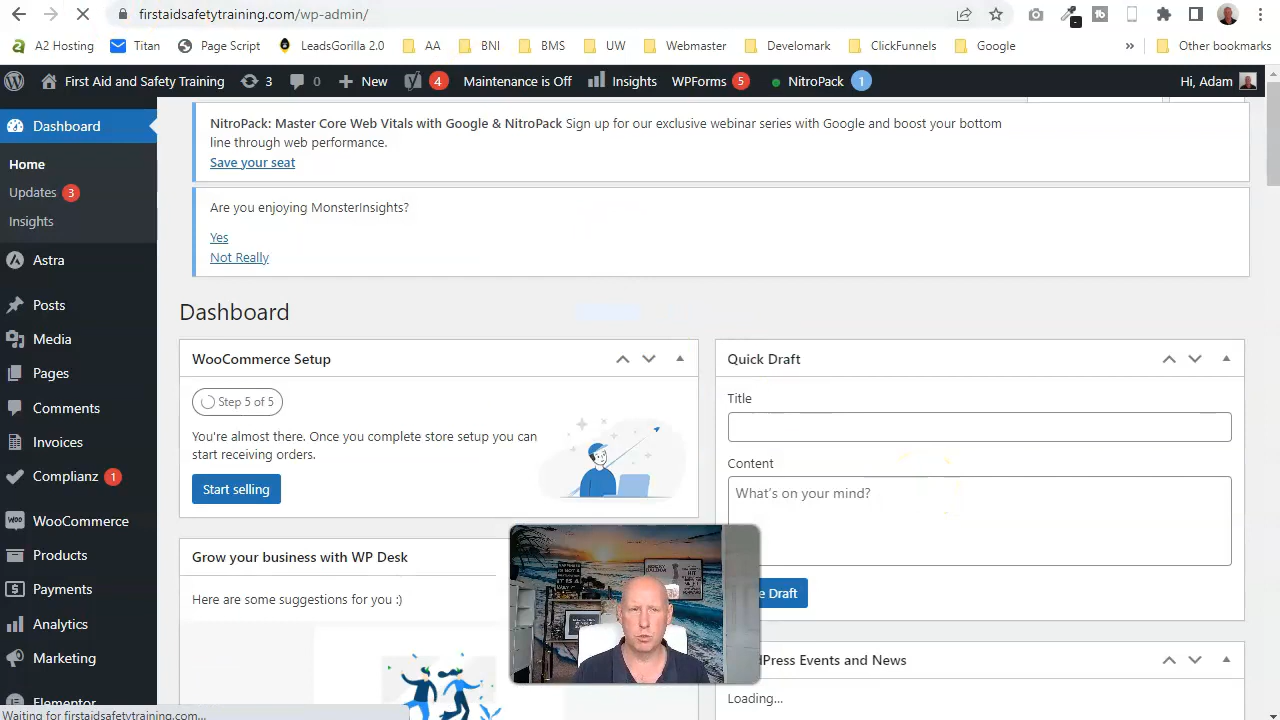 firstaidsafetytraining.com/wp-admin/
A2 Hosting Titan Page Script LeadsGorilla 2.0 AA BNI BMS UW Webmaster Develomark ClickFunnels Google » Other bookmarks
First Aid and Safety Training 3 0 New 4 Maintenance is Off Insights WPForms 5 NitroPack 1 Hi, Adam
Dashboard
Home
Updates 3
Insights
Astra
Posts
Media
Pages
Comments
Invoices
Complianz 1
WooCommerce
Products
Payments
Analytics
Marketing
Elementor
NitroPack: Master Core Web Vitals with Google & NitroPack Sign up for our exclusive webinar series with Google and boost your bottom
line through web performance.
Save your seat
Are you enjoying MonsterInsights?
Yes
Not Really
Dashboard
WooCommerce Setup
Step 5 of 5
You're almost there. Once you complete store setup you can
start receiving orders.
Start selling
Grow your business with WP Desk
Here are some suggestions for you :)
Quick Draft
Title
Content
What's on your mind?
Draft
Press Events and News
Loading...
Waiting for firstaidsafetytraining.com...